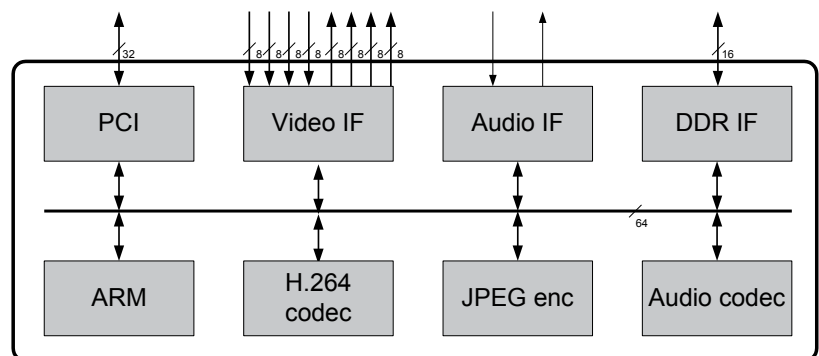 32
8 8 8 8 8 8 8 8
16
PCI
Video IF
Audio IF
DDR IF
64
ARM
H.264
codec
JPEG enc
Audio codec